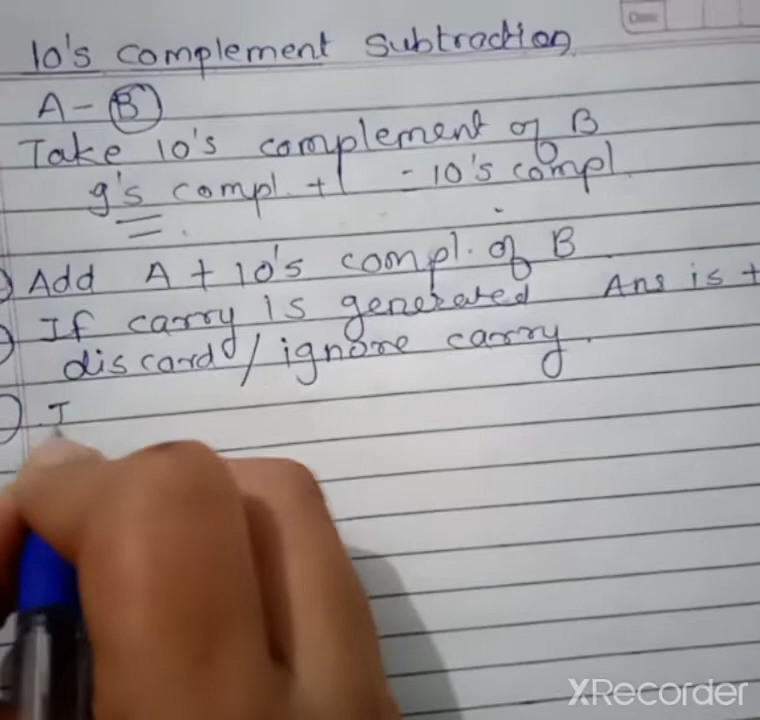 Date:
10's complement subtraction
A - B
Take 10's complement of B
9's compl. + 1 - 10's compl.
Add A + 10's compl. of B
If carry is generated Ans is +
discard / ignore carry.
I
XRecorder